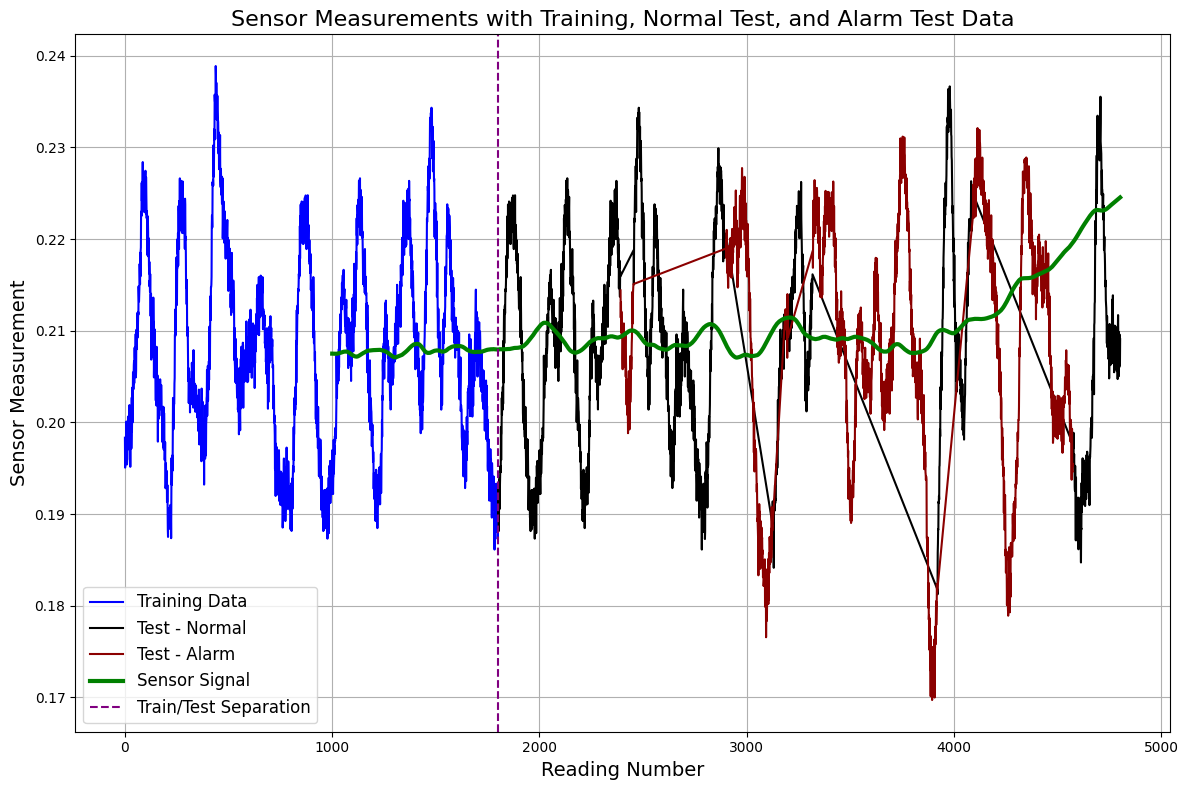 Sensor Measurements with Training, Normal Test, and Alarm Test Data
Sensor Measurement
0.24
0.23
0.22
0.21
0.20
0.19
0.18
0.17
Training Data
Test - Normal
Test - Alarm
Sensor Signal
Train/Test Separation
0
1000
2000
3000
4000
5000
Reading Number